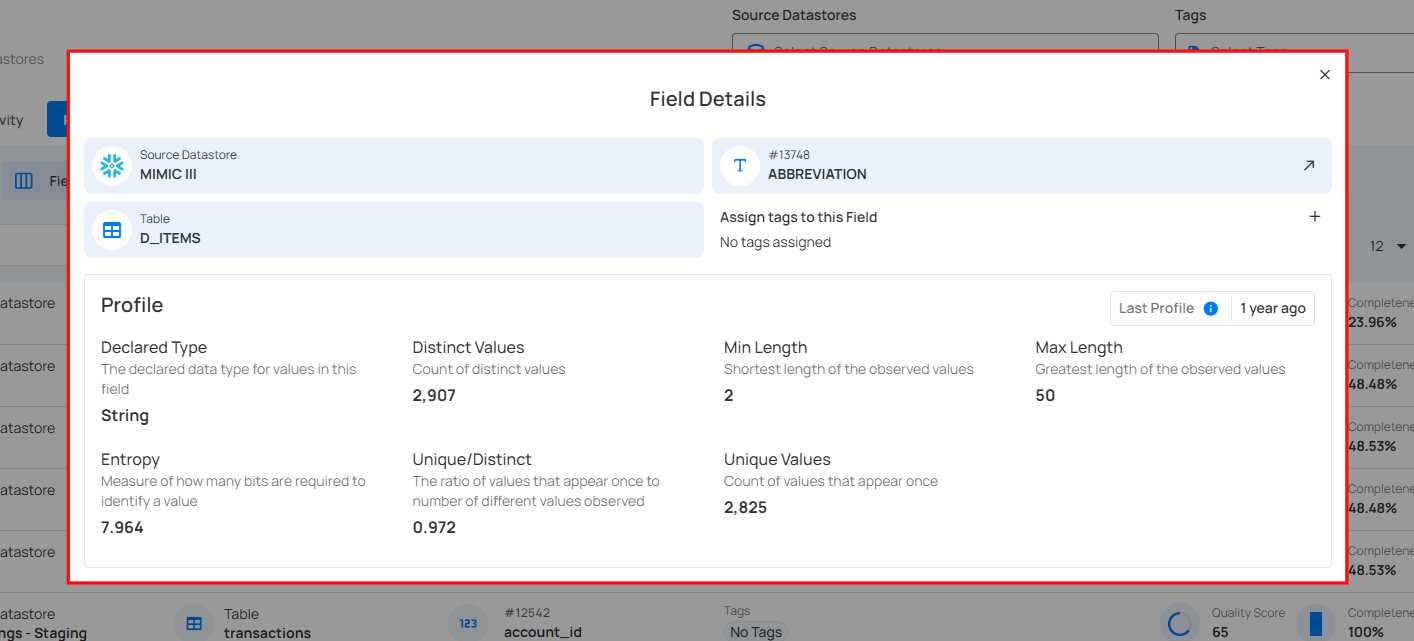 Source Datastores
Tags
Field Details
Source Datastore
MIMIC III
#13748
ABBREVIATION
Table
D_ITEMS
Assign tags to this Field
No tags assigned
12
Profile
Last Profile
1 year ago
Declared Type
The declared data type for values in this
field
String
Distinct Values
Count of distinct values
2,907
Min Length
Shortest length of the observed values
2
Max Length
Greatest length of the observed values
50
Entropy
Measure of how many bits are required to
identify a value
7.964
Unique/Distinct
The ratio of values that appear once to
number of different values observed
0.972
Unique Values
Count of values that appear once
2,825
astores
vity
Fie
atastore
Completene
23.96%
atastore
Completene
48.48%
atastore
Completene
48.53%
atastore
Completene
48.48%
atastore
Completene
48.53%
atastore
ngs - Staging
Table
transactions
123
#12542
account_id
Tags
No Tags
Quality Score
65
Completene
100%